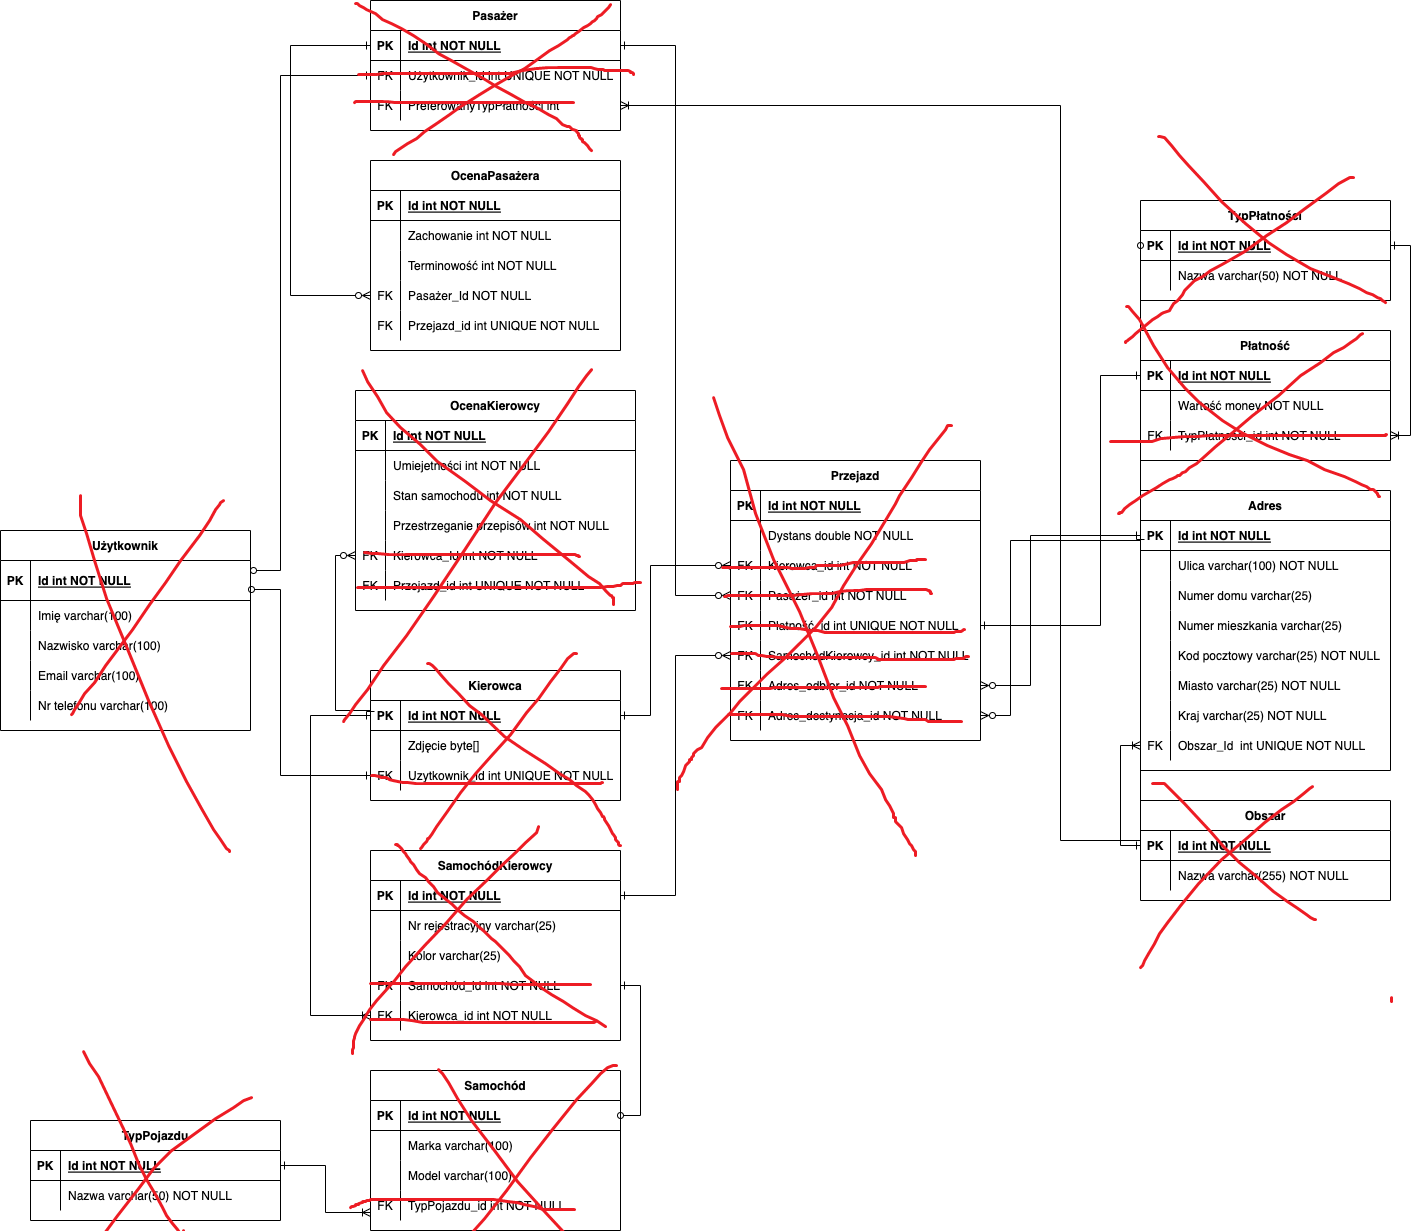 Pasażer
PK Id int NOT NULL
FK Użytkownik_id int UNIQUE NOT NULL
FK PreferowanyTypPłatności int
OcenaPasażera
PK Id int NOT NULL
Zachowanie int NOT NULL
Terminowość int NOT NULL
FK Pasażer_Id NOT NULL
FK Przejazd_id int UNIQUE NOT NULL
OcenaKierowcy
PK Id int NOT NULL
Umiejetności int NOT NULL
Stan samochodu int NOT NULL
Przestrzeganie przepisów int NOT NULL
FK Kierowca_Id int NOT NULL
FK Przejazd_id int UNIQUE NOT NULL
Użytkownik
PK Id int NOT NULL
Imię varchar(100)
Nazwisko varchar(100)
Email varchar(100)
Nr telefonu varchar(100)
Kierowca
PK Id int NOT NULL
Zdjęcie byte[]
FK Uzytkownik_id int UNIQUE NOT NULL
SamochódKierowcy
PK Id int NOT NULL
Nr rejestracyjny varchar(25)
Kolor varchar(25)
FK Samochód_id int NOT NULL
FK Kierowca_id int NOT NULL
Samochód
PK Id int NOT NULL
Marka varchar(100)
Model varchar(100)
FK TypPojazdu_id int NOT NULL
TypPojazdu
PK Id int NOT NULL
Nazwa varchar(50) NOT NULL
Przejazd
PK Id int NOT NULL
Dystans double NOT NULL
FK Kierowca_id int NOT NULL
FK Pasażer_id int NOT NULL
FK Płatność_id int UNIQUE NOT NULL
FK SamochódKierowcy_id int NOT NULL
FK Adres_odbior_id NOT NULL
FK Adres_destynacja_id NOT NULL
TypPłatności
PK Id int NOT NULL
Nazwa varchar(50) NOT NULL
Płatność
PK Id int NOT NULL
Wartość money NOT NULL
FK TypPłatności_id int NOT NULL
Adres
PK Id int NOT NULL
Ulica varchar(100) NOT NULL
Numer domu varchar(25)
Numer mieszkania varchar(25)
Kod pocztowy varchar(25) NOT NULL
Miasto varchar(25) NOT NULL
Kraj varchar(25) NOT NULL
FK Obszar_Id int UNIQUE NOT NULL
Obszar
PK Id int NOT NULL
Nazwa varchar(255) NOT NULL